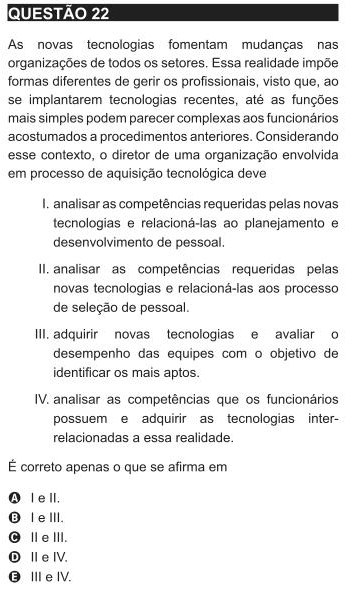 QUESTÃO 22
As novas tecnologias fomentam mudanças nas
organizações de todos os setores. Essa realidade impõe
formas diferentes de gerir os profissionais, visto que, ao
se implantarem tecnologias recentes, até as funções
mais simples podem parecer complexas aos funcionários
acostumados a procedimentos anteriores. Considerando
esse contexto, o diretor de uma organização envolvida
em processo de aquisição tecnológica deve
I. analisar as competências requeridas pelas novas
tecnologias e relacioná-las ao planejamento e
desenvolvimento de pessoal.
II. analisar as competências requeridas pelas
novas tecnologias e relacioná-las aos processo
de seleção de pessoal.
III. adquirir novas tecnologias e avaliar o
desempenho das equipes com o objetivo de
identificar os mais aptos.
IV. analisar as competências que os funcionários
possuem e adquirir as tecnologias inter-
relacionadas a essa realidade.
É correto apenas o que se afirma em
A I e II.
B I e III.
C II e III.
D II e IV.
E III e IV.